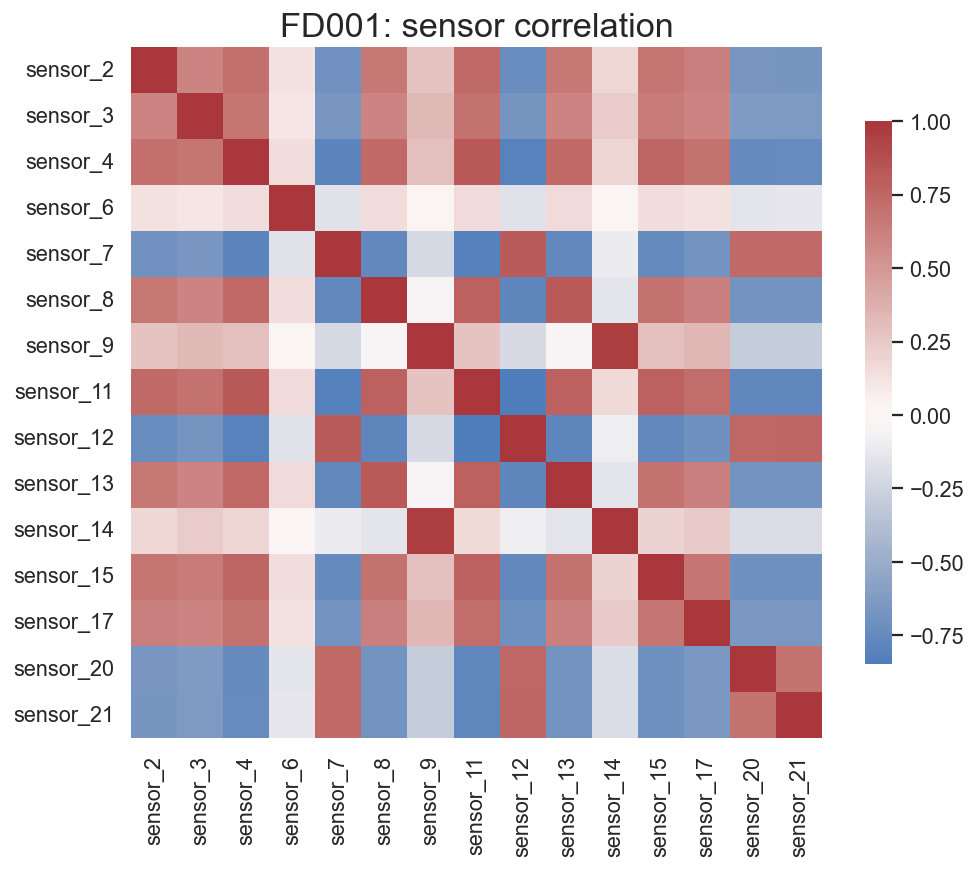 FD001: sensor correlation
sensor_2
sensor_3
sensor_4
sensor_6
sensor_7
sensor_8
sensor_9
sensor_11
sensor_12
sensor_13
sensor_14
sensor_15
sensor_17
sensor_20
sensor_21
sensor_2
sensor_3
sensor_4
sensor_6
sensor_7
sensor_8
sensor_9
sensor_11
sensor_12
sensor_13
sensor_14
sensor_15
sensor_17
sensor_20
sensor_21
1.00
0.75
0.50
0.25
0.00
−0.25
−0.50
−0.75